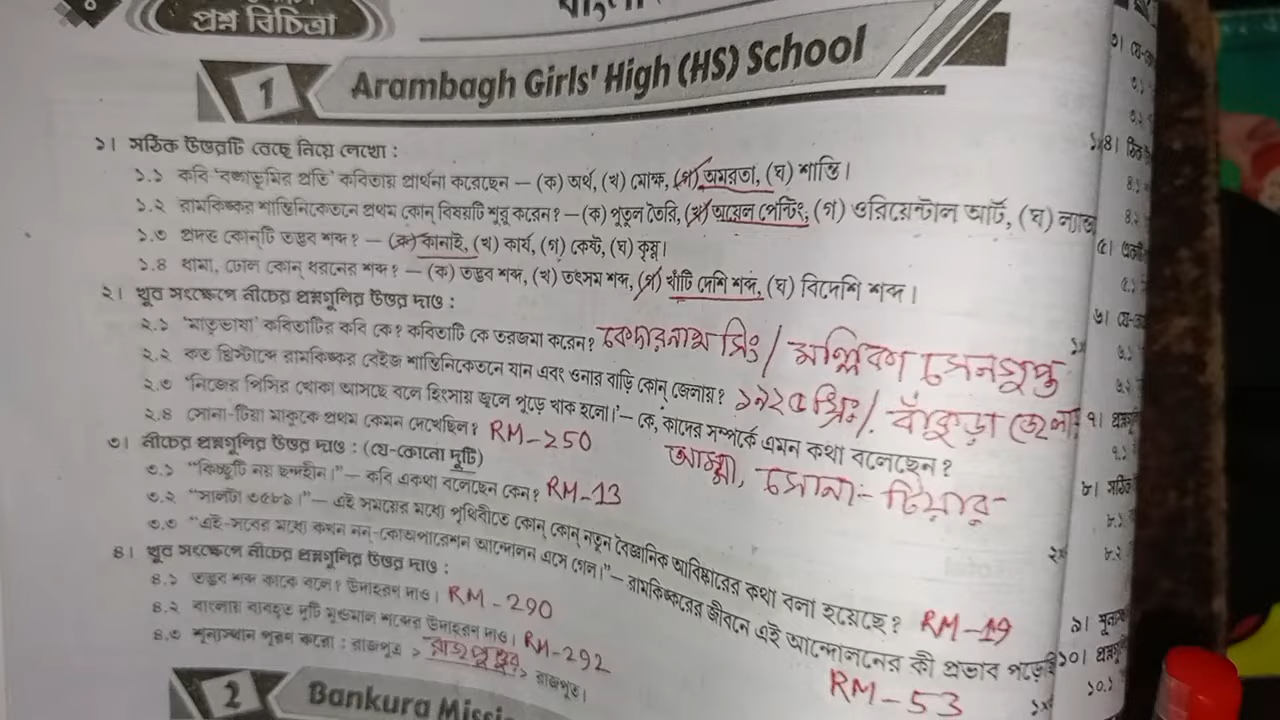 প্রশ্ন বিচিত্রা
1 Arambagh Girls' High (HS) School
১। সঠিক উত্তরটি বেছে নিয়ে লেখো :
১.১ কবি 'বঙ্গভূমির প্রতি' কবিতায় প্রার্থনা করেছেন — (ক) অর্থ, (খ) মোক্ষ, (গ) অমরতা, (ঘ) শান্তি।
১.২ রামকিঙ্কর শান্তিনিকেতনে প্রথম কোন্ বিষয়টি শুরু করেন? — (ক) পুতুল তৈরি, (খ) অয়েল পেন্টিং, (গ) ওরিয়েন্টাল আর্ট, (ঘ)
১.৩ প্রদত্ত কোন্‌টি তদ্ভব শব্দ? — (ক) কানাই, (খ) কার্য, (গ) কেষ্ট, (ঘ) কৃষ্ণ।
১.৪ ধামা, ঢোল কোন্ ধরনের শব্দ? — (ক) তদ্ভব শব্দ, (খ) তৎসম শব্দ, (গ) খাঁটি দেশি শব্দ, (ঘ) বিদেশি শব্দ।
২। খুব সংক্ষেপে নীচের প্রশ্নগুলির উত্তর দাও :
২.১ 'মাতৃভাষা' কবিতাটির কবি কে? কবিতাটি কে তরজমা করেন? কেদারনাথ সিং / মল্লিকা সেনগুপ্ত
২.২ কত খ্রিস্টাব্দে রামকিঙ্কর বেইজ শান্তিনিকেতনে যান এবং ওনার বাড়ি কোন্ জেলায়? ১৯২৫ খ্রিঃ /. বাঁকুড়া জেলা
২.৩ 'নিজের পিসির খোকা আসছে বলে হিংসায় জ্বলে পুড়ে খাক হলো।' — কে, কাদের সম্পর্কে এমন কথা বলেছেন?
আম্মা, সোনা-টিয়ার
২.৪ সোনা-টিয়া মাকুকে প্রথম কেমন দেখেছিল? RM-250
৩। নীচের প্রশ্নগুলির উত্তর দাও : (যে-কোনো দুটি)
৩.১ "কিচ্ছুটি নয় ছন্দহীন।" — কবি একথা বলেছেন কেন? RM-13
৩.২ "সালটা ৩৫৮৯।" — এই সময়ের মধ্যে পৃথিবীতে কোন্ কোন্ নতুন বৈজ্ঞানিক আবিষ্কারের কথা বলা হয়েছে? RM-19
৩.৩ "এই-সবের মধ্যে কখন নন্-কোঅপারেশন আন্দোলন এসে গেল।" — রামকিঙ্করের জীবনে এই আন্দোলনের কী প্রভাব
RM-53
৪। খুব সংক্ষেপে নীচের প্রশ্নগুলির উত্তর দাও :
৪.১ তদ্ভব শব্দ কাকে বলে? উদাহরণ দাও। RM-290
৪.২ বাংলায় ব্যবহৃত দুটি মুণ্ডমাল শব্দের উদাহরণ দাও। RM-292
৪.৩ শূন্যস্থান পূরণ করো : রাজপুত্র > রাজপুত্তুর > রাজপুত।
2 Bankura